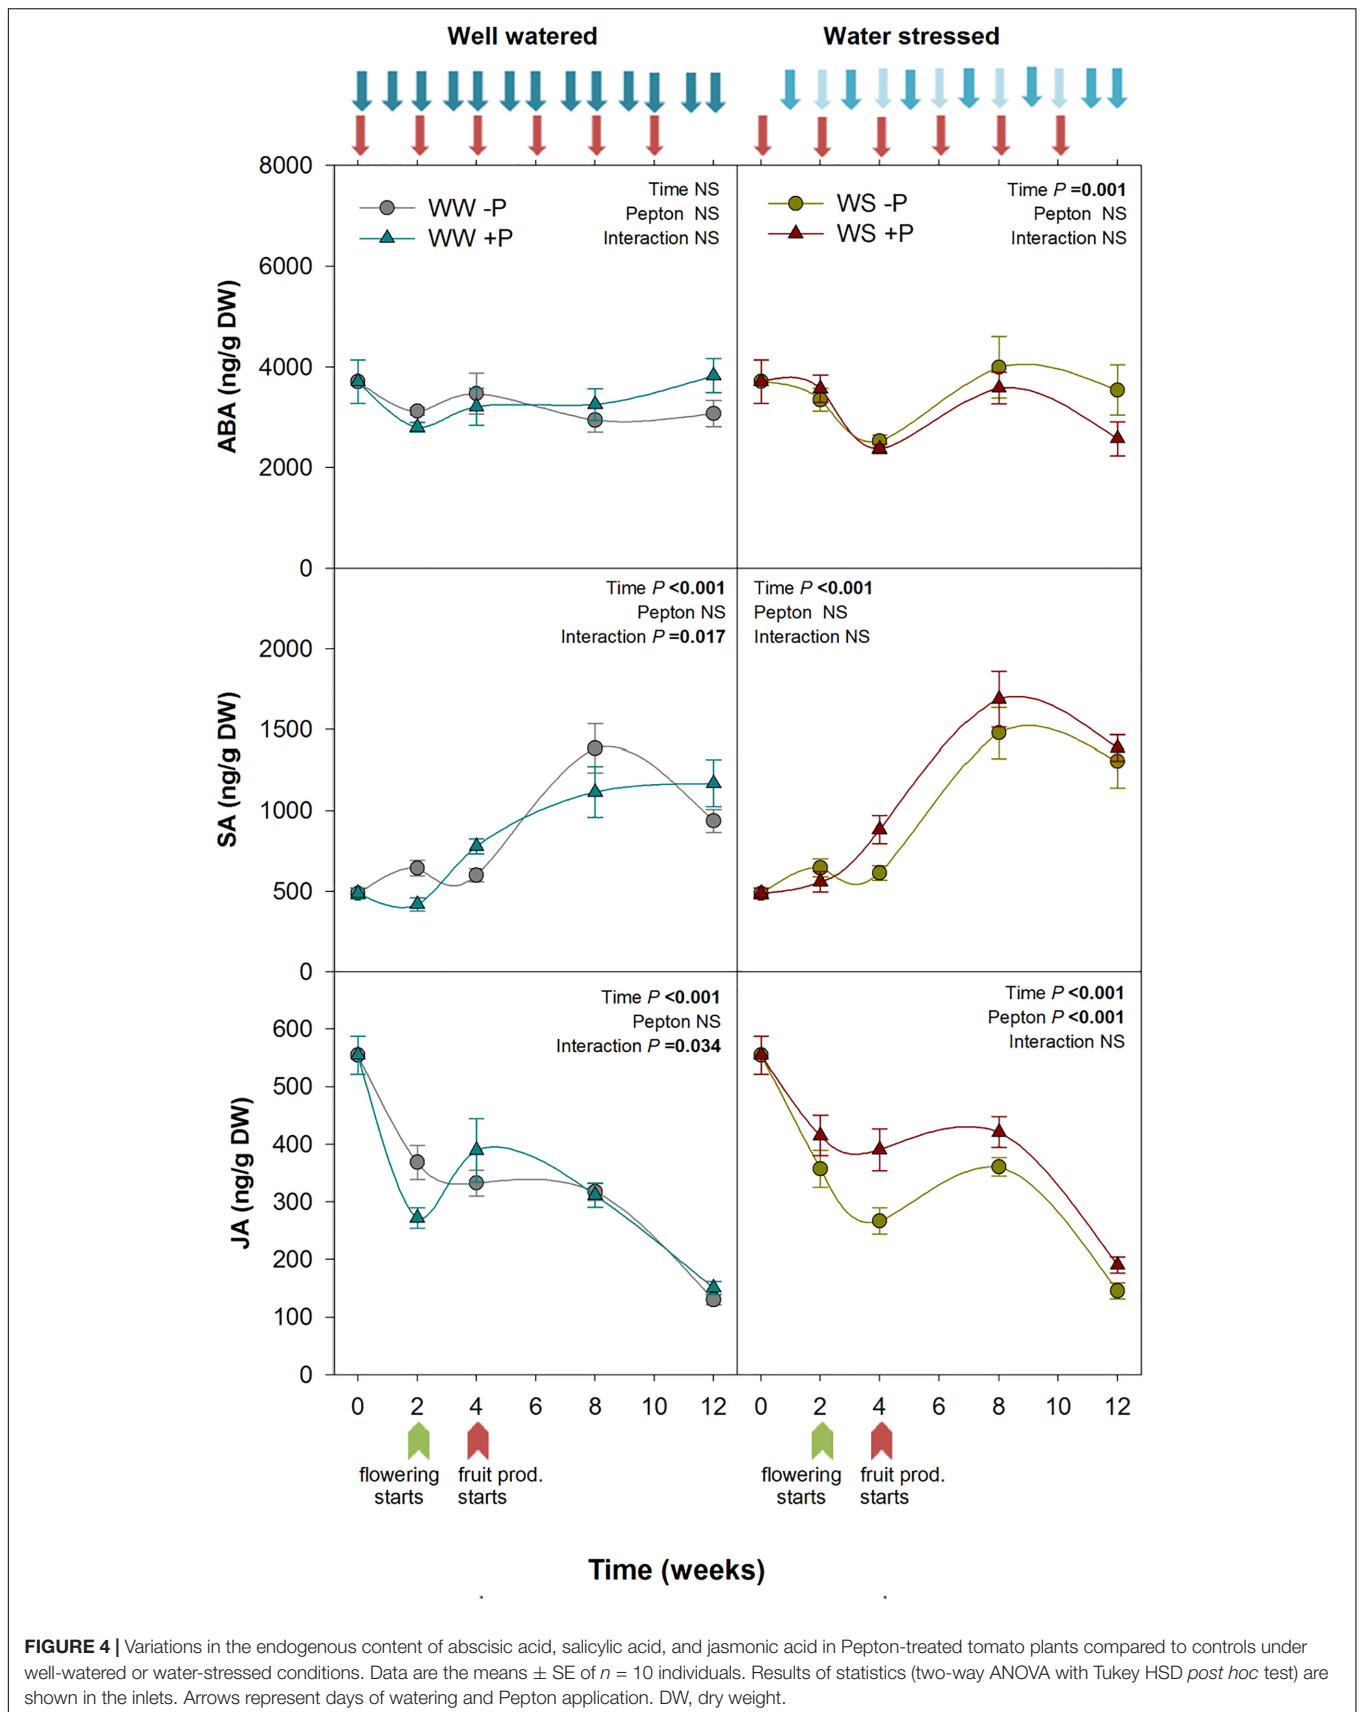 Well watered
Water stressed
8000
6000
4000
2000
0
ABA (ng/g DW)
WW -P
WW +P
Time NS
Pepton NS
Interaction NS
WS -P
WS +P
Time P =0.001
Pepton NS
Interaction NS
2000
1500
1000
500
0
SA (ng/g DW)
Time P <0.001
Pepton NS
Interaction P =0.017
Time P <0.001
Pepton NS
Interaction NS
600
500
400
300
200
100
0
JA (ng/g DW)
Time P <0.001
Pepton NS
Interaction P =0.034
Time P <0.001
Pepton P <0.001
Interaction NS
0 2 4 6 8 10 12
0 2 4 6 8 10 12
flowering starts
fruit prod. starts
flowering starts
fruit prod. starts
Time (weeks)
FIGURE 4 | Variations in the endogenous content of abscisic acid, salicylic acid, and jasmonic acid in Pepton-treated tomato plants compared to controls under
well-watered or water-stressed conditions. Data are the means ± SE of n = 10 individuals. Results of statistics (two-way ANOVA with Tukey HSD post hoc test) are
shown in the inlets. Arrows represent days of watering and Pepton application. DW, dry weight.